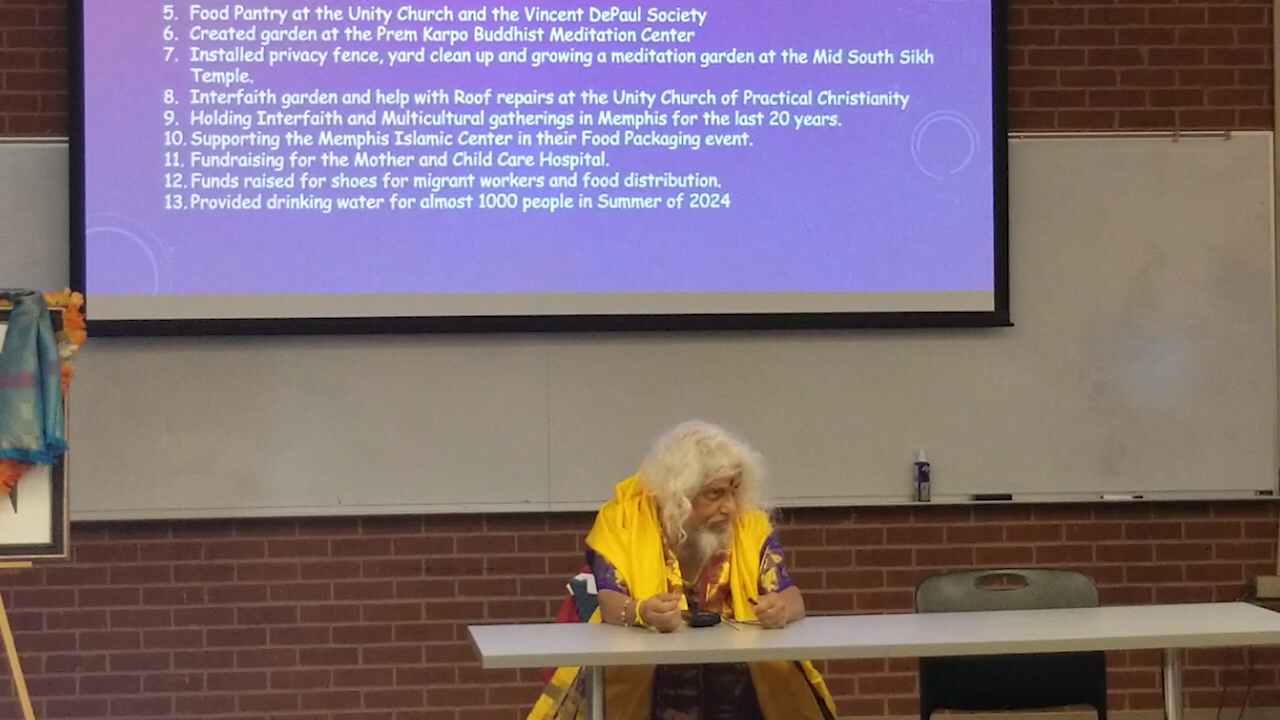 5. Food Pantry at the Unity Church and the Vincent DePaul Society
6. Created garden at the Prem Karpo Buddhist Meditation Center
7. Installed privacy fence, yard clean up and growing a meditation garden at the Mid South Sikh
Temple.
8. Interfaith garden and help with Roof repairs at the Unity Church of Practical Christianity
9. Holding Interfaith and Multicultural gatherings in Memphis for the last 20 years.
10. Supporting the Memphis Islamic Center in their Food Packaging event.
11. Fundraising for the Mother and Child Care Hospital.
12. Funds raised for shoes for migrant workers and food distribution.
13. Provided drinking water for almost 1000 people in Summer of 2024